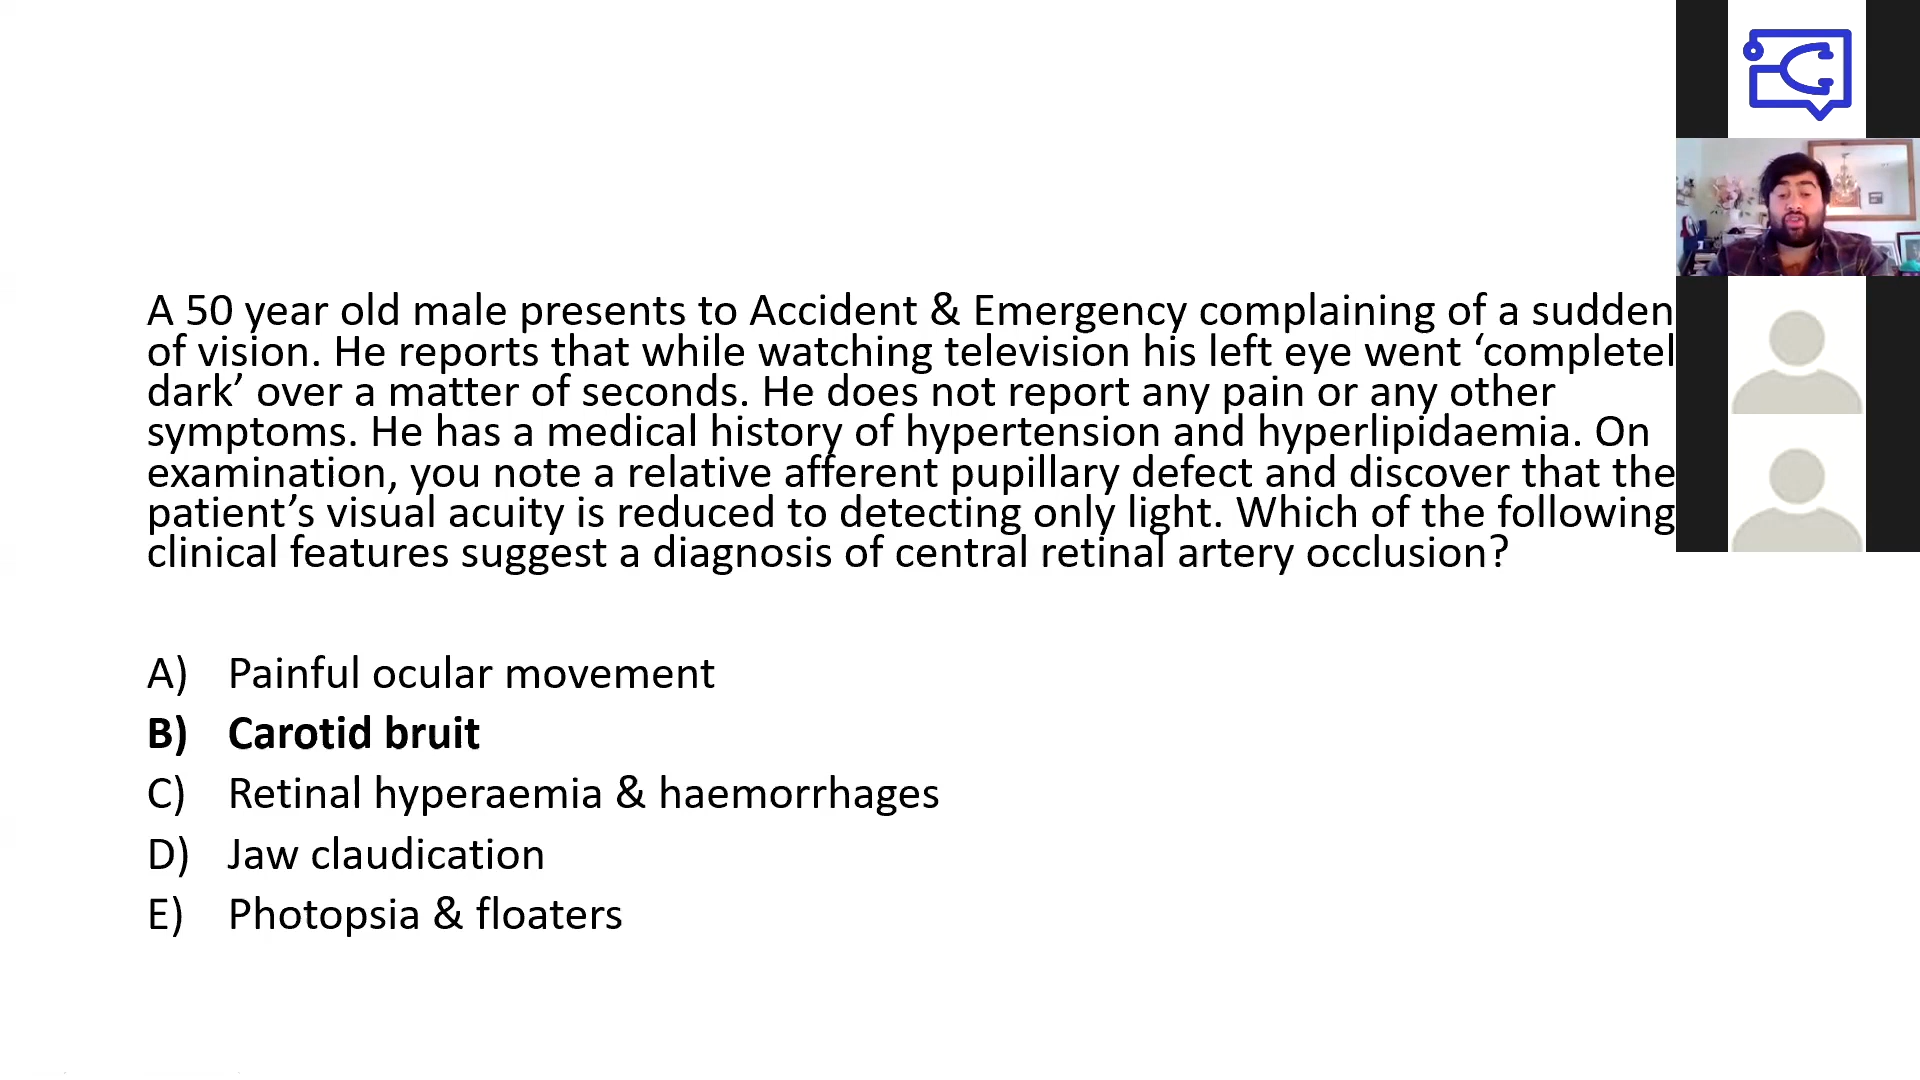 A 50 year old male presents to Accident & Emergency complaining of a sudden
of vision. He reports that while watching television his left eye went ‘completel
dark’ over a matter of seconds. He does not report any pain or any other
symptoms. He has a medical history of hypertension and hyperlipidaemia. On
examination, you note a relative afferent pupillary defect and discover that the
patient’s visual acuity is reduced to detecting only light. Which of the following
clinical features suggest a diagnosis of central retinal artery occlusion?
A) Painful ocular movement
B) Carotid bruit
C) Retinal hyperaemia & haemorrhages
D) Jaw claudication
E) Photopsia & floaters